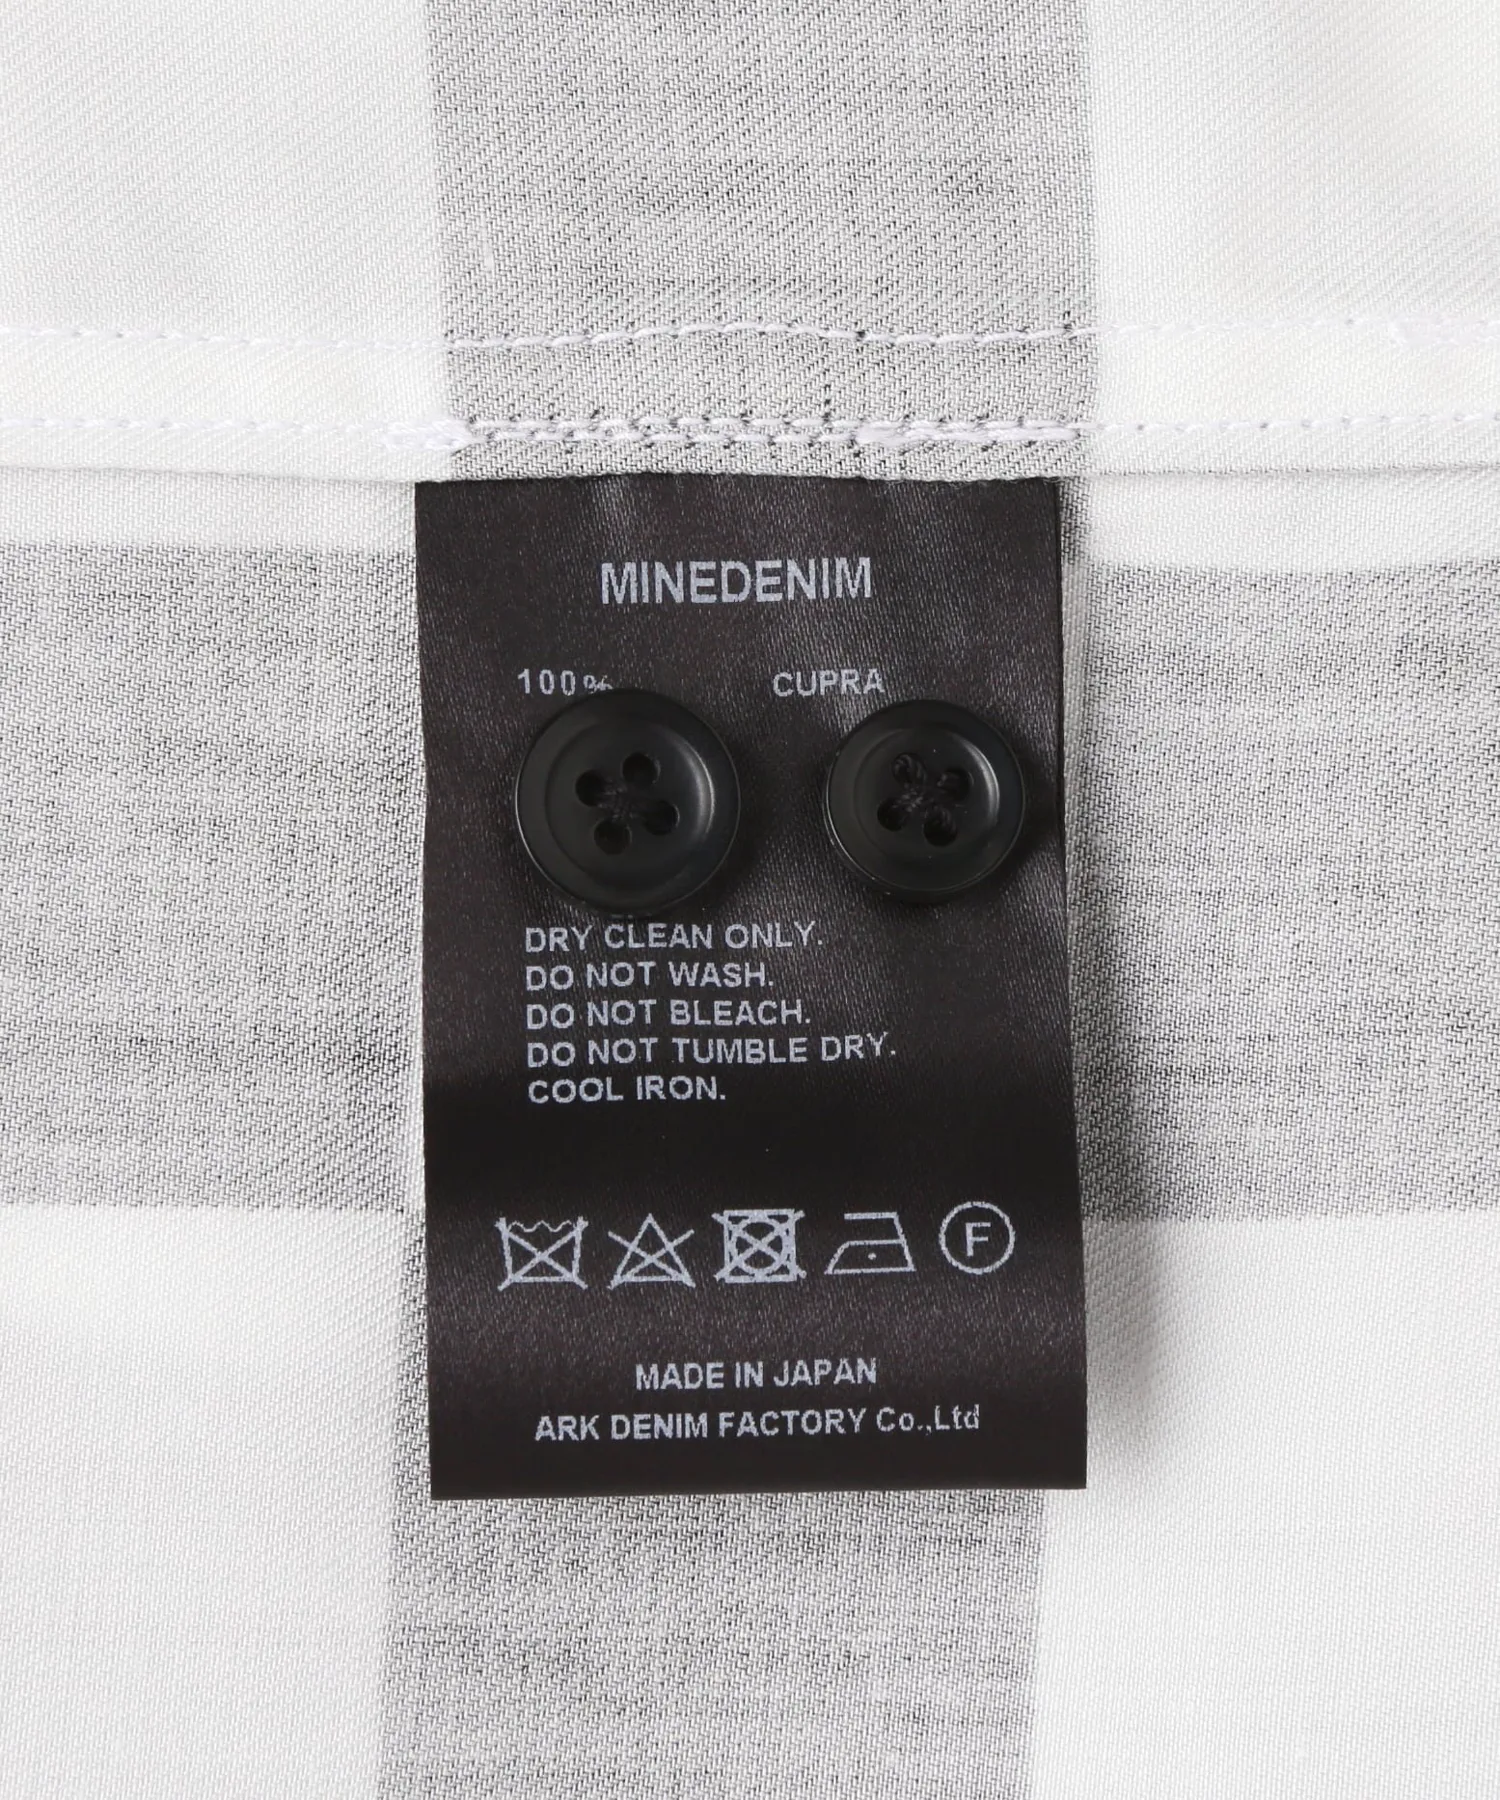 MINEDENIM
100% CUPRA
DRY CLEAN ONLY.
DO NOT WASH.
DO NOT BLEACH.
DO NOT TUMBLE DRY.
COOL IRON.
F
MADE IN JAPAN
ARK DENIM FACTORY Co.,Ltd